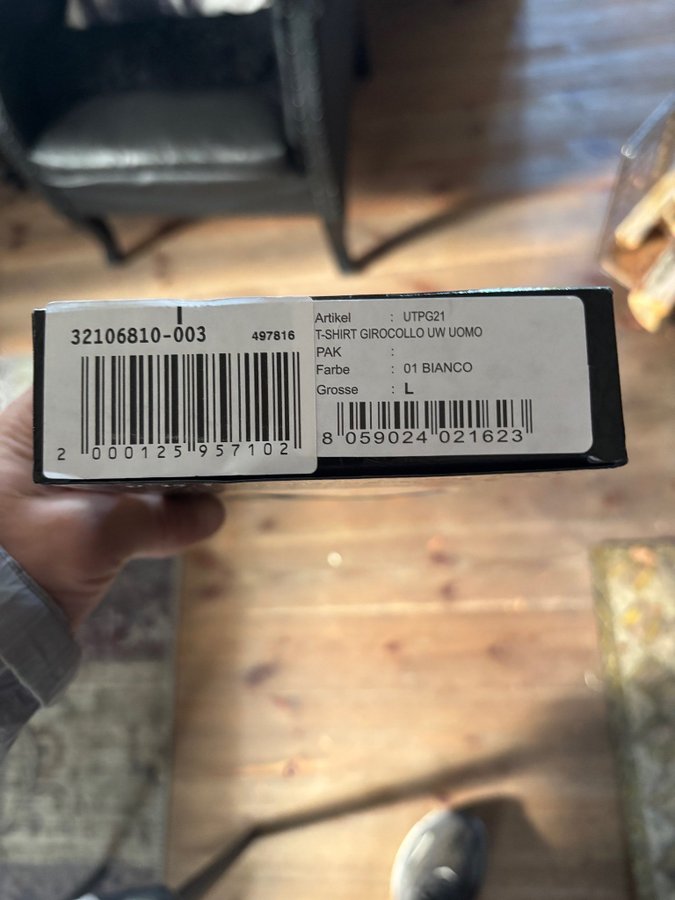 32106810-003
497816
2 000125 957102
Artikel : UTPG21
T-SHIRT GIROCOLLO UW UOMO
PAK :
Farbe : 01 BIANCO
Grosse : L
8 059024 021623